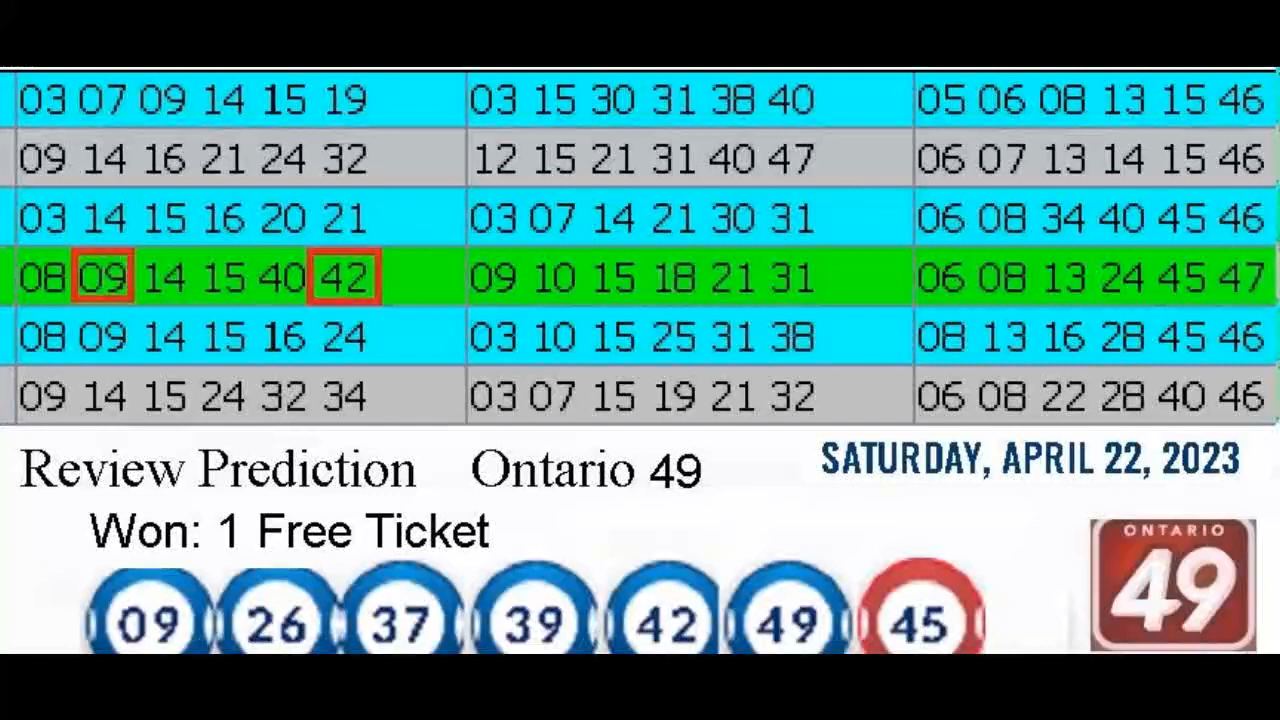 03 07 09 14 15 19 03 15 30 31 38 40 05 06 08 13 15 46
09 14 16 21 24 32 12 15 21 31 40 47 06 07 13 14 15 46
03 14 15 16 20 21 03 07 14 21 30 31 06 08 34 40 45 46
08 09 14 15 40 42 09 10 15 18 21 31 06 08 13 24 45 47
08 09 14 15 16 24 03 10 15 25 31 38 08 13 16 28 45 46
09 14 15 24 32 34 03 07 15 19 21 32 06 08 22 28 40 46
Review Prediction Ontario 49 SATURDAY, APRIL 22, 2023
Won: 1 Free Ticket
09 26 37 39 42 49 45
ONTARIO
49